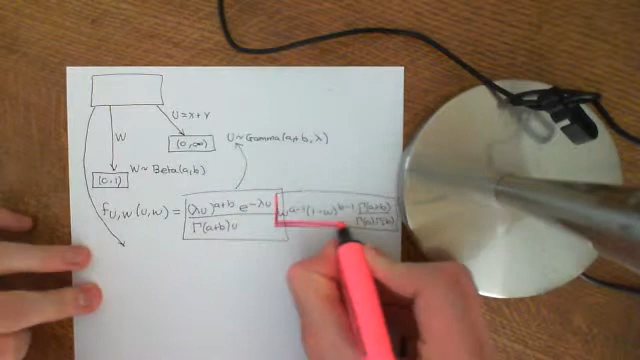 U = X + Y
W
(0,∞)
U ~ Gamma(a+b, λ)
W ~ Beta(a,b)
(0,1)
f_{U,W}(u,w) = (λu)^{a+b} e^{-λu} / Γ(a+b)u w^{a-1}(1-w)^{b-1} Γ(a+b) / Γ(a)Γ(b)